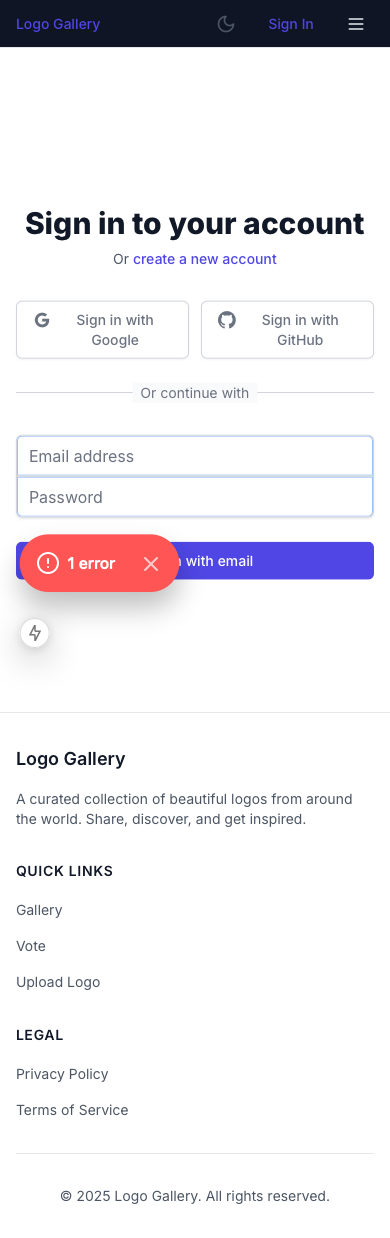 Logo Gallery
Sign In
Sign in to your account
Or create a new account
Sign in with
Google
Sign in with
GitHub
Or continue with
Email address
Password
1 error
with email
Logo Gallery
A curated collection of beautiful logos from around
the world. Share, discover, and get inspired.
QUICK LINKS
Gallery
Vote
Upload Logo
LEGAL
Privacy Policy
Terms of Service
© 2025 Logo Gallery. All rights reserved.